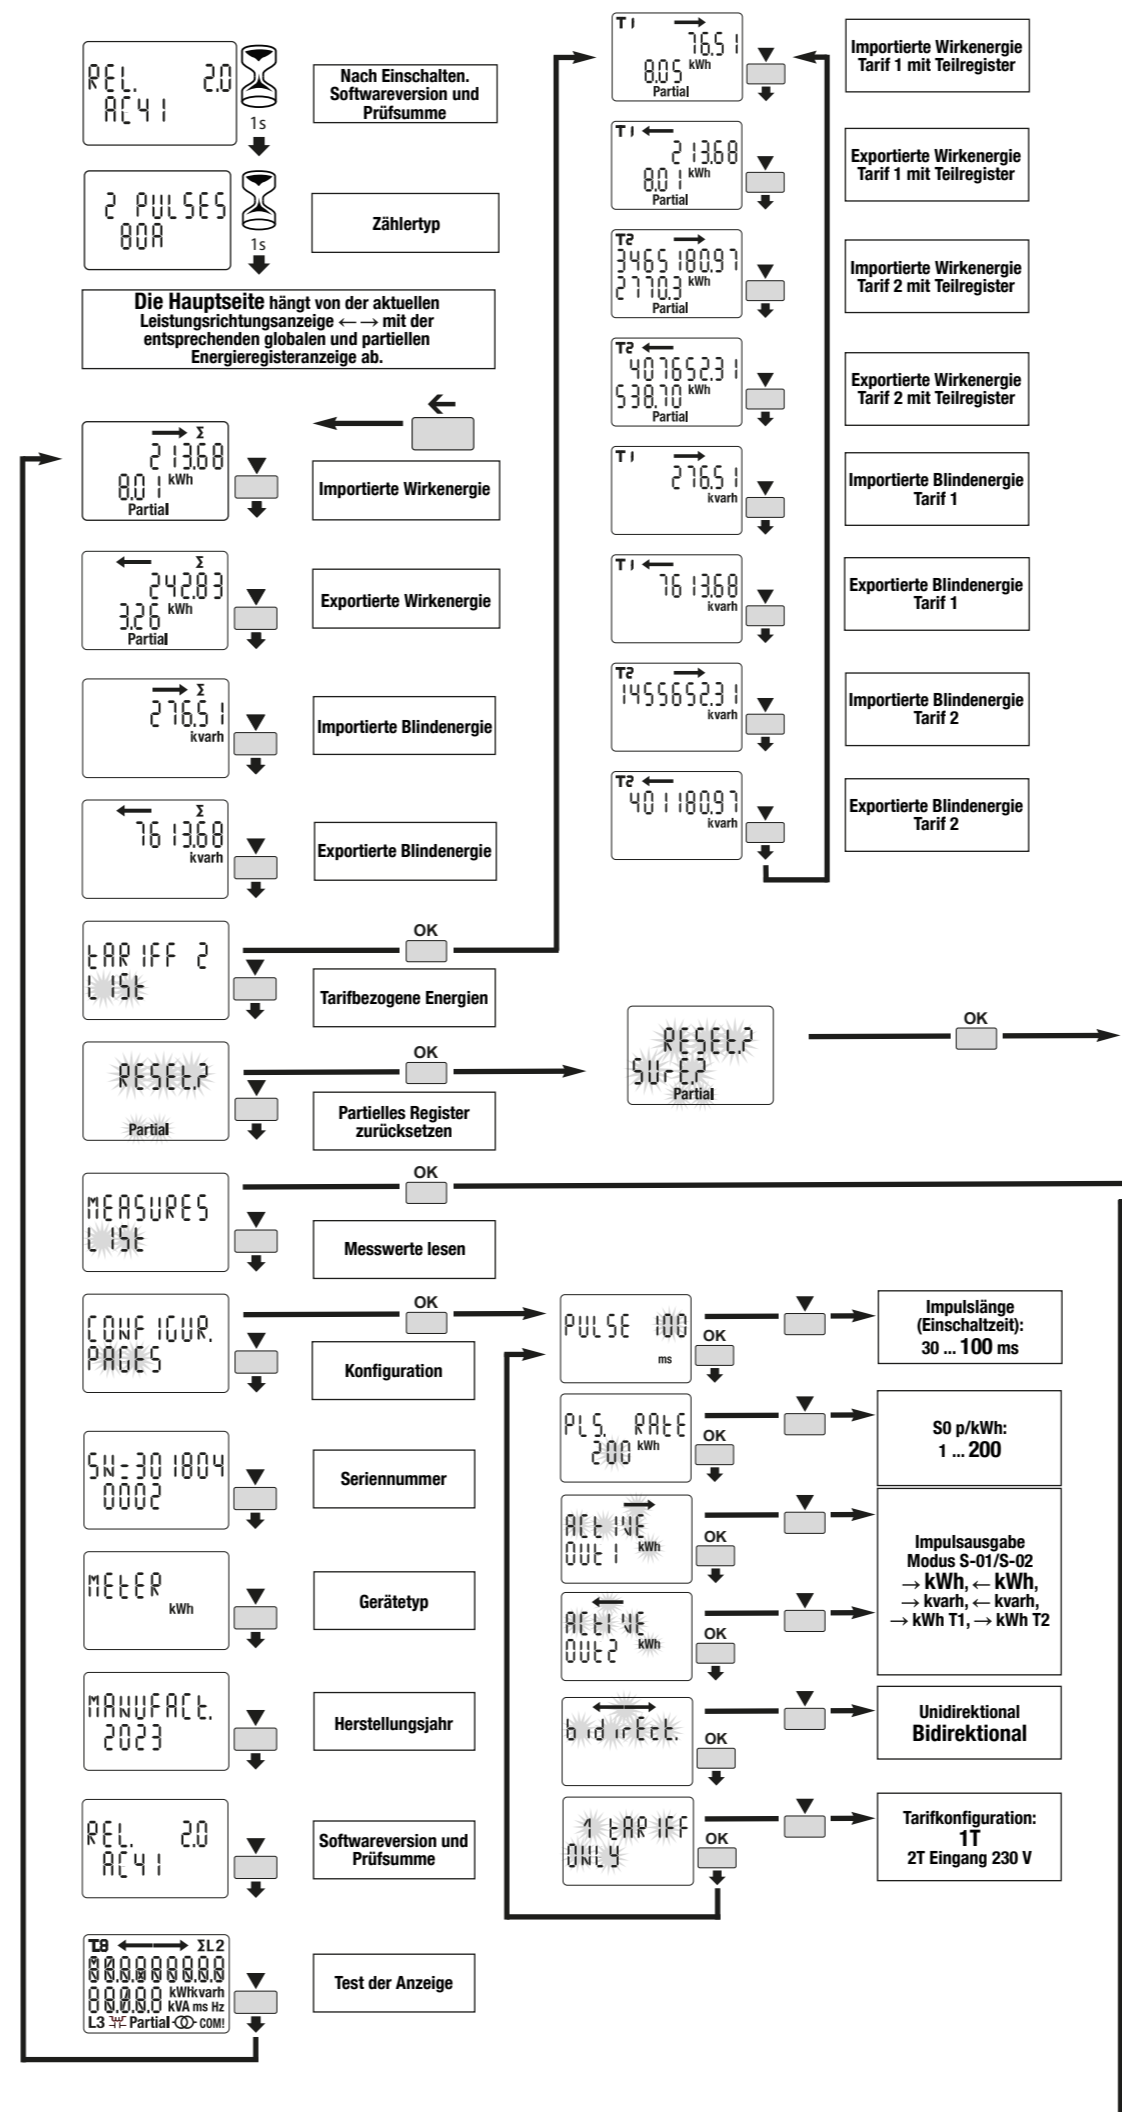 REL. 2.0
AC41
1s
Nach Einschalten.
Softwareversion und
Prüfsumme
2 PULSES
80A
1s
Zählertyp
Die Hauptseite hängt von der aktuellen
Leistungsrichtungsanzeige ←→ mit der
entsprechenden globalen und partiellen
Energieregisteranzeige ab.
←
→ Σ
213.68
8.01 kWh
Partial
Importierte Wirkenergie
← Σ
242.83
3.26 kWh
Partial
Exportierte Wirkenergie
→ Σ
276.51
kvarh
Importierte Blindenergie
← Σ
7613.68
kvarh
Exportierte Blindenergie
tARIFF 2
LISt
OK
Tarifbezogene Energien
RESEt.?
Partial
OK
Partielles Register
zurücksetzen
RESEt.?
SUrE.?
Partial
OK
MEASURES
LISt
OK
Messwerte lesen
CONFIGUR.
PAGES
OK
Konfiguration
SN=301804
0002
Seriennummer
MEtER
kWh
Gerätetyp
MANUFACt.
2023
Herstellungsjahr
REL. 2.0
AC41
Softwareversion und
Prüfsumme
ΣL2
kWhkvarh
kVA ms Hz
L3 Partial COM!
Test der Anzeige
T1 →
76.51
8.05 kWh
Partial
Importierte Wirkenergie
Tarif 1 mit Teilregister
T1 ←
213.68
8.01 kWh
Partial
Exportierte Wirkenergie
Tarif 1 mit Teilregister
T2 →
3465180.97
2770.3 kWh
Partial
Importierte Wirkenergie
Tarif 2 mit Teilregister
T2 ←
407652.31
538.70 kWh
Partial
Exportierte Wirkenergie
Tarif 2 mit Teilregister
T1 →
276.51
kvarh
Importierte Blindenergie
Tarif 1
T1 ←
7613.68
kvarh
Exportierte Blindenergie
Tarif 1
T2 →
1455652.31
kvarh
Importierte Blindenergie
Tarif 2
T2 ←
401180.97
kvarh
Exportierte Blindenergie
Tarif 2
PULSE 100
ms
OK
Impulslänge
(Einschaltzeit):
30 ... 100 ms
PLS. RAtE
200 kWh
OK
S0 p/kWh:
1 ... 200
→
ACtIVE
OUt1 kWh
OK
←
ACtIVE
OUt2 kWh
OK
Impulsausgabe
Modus S-01/S-02
→ kWh, ← kWh,
→ kvarh, ← kvarh,
→ kWh T1, → kWh T2
bidirEct.
OK
Unidirektional
Bidirektional
1 tARIFF
ONLY
OK
Tarifkonfiguration:
1T
2T Eingang 230 V